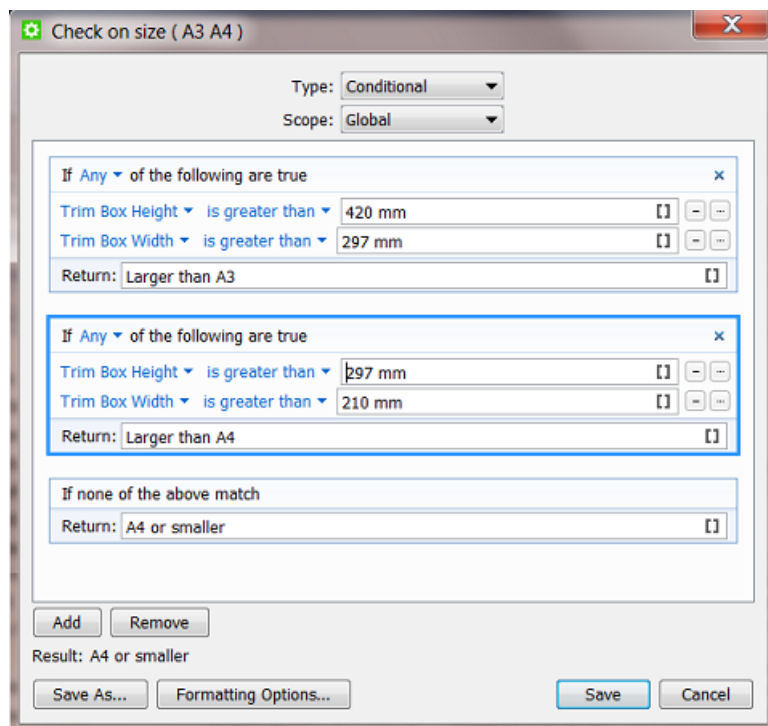 Check on size ( A3 A4 )
Type: Conditional
Scope: Global
If Any of the following are true
Trim Box Height is greater than 420 mm
Trim Box Width is greater than 297 mm
Return: Larger than A3
If Any of the following are true
Trim Box Height is greater than 297 mm
Trim Box Width is greater than 210 mm
Return: Larger than A4
If none of the above match
Return: A4 or smaller
Add Remove
Result: A4 or smaller
Save As... Formatting Options... Save Cancel